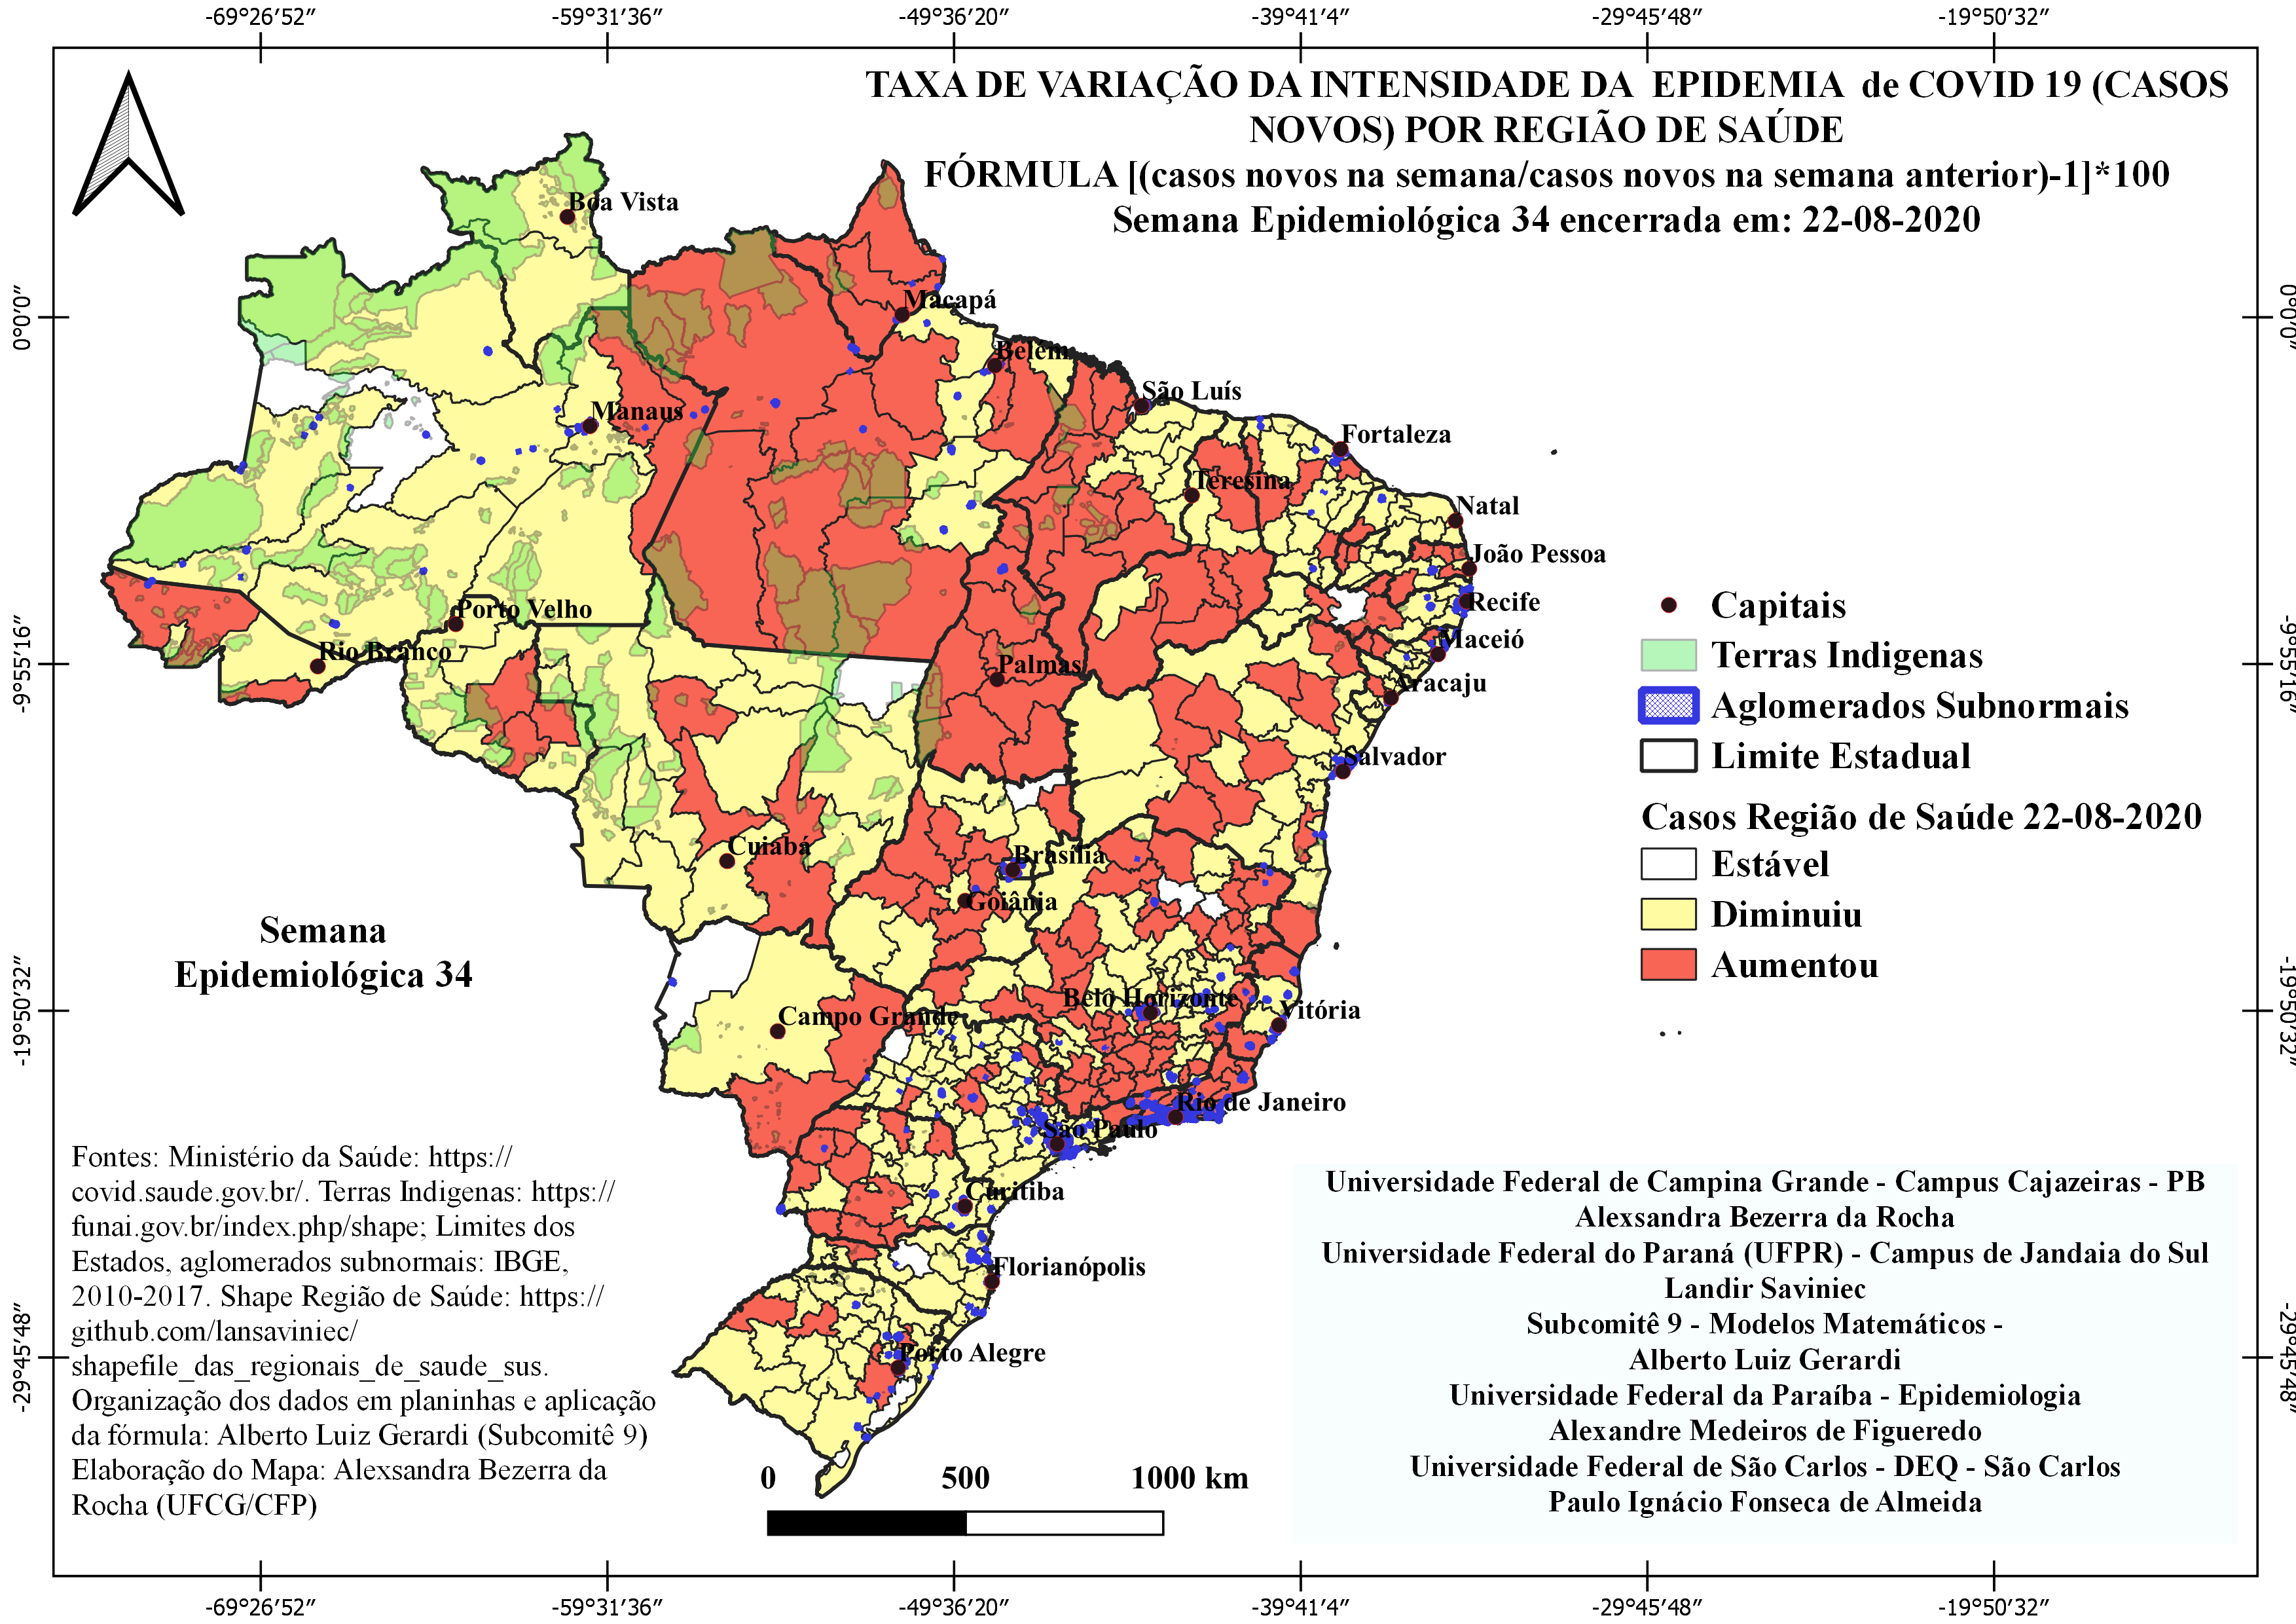 -69°26′52″
-59°31′36″
-49°36′20″
-39°41′4″
-29°45′48″
-19°50′32″
TAXA DE VARIAÇÃO DA INTENSIDADE DA EPIDEMIA de COVID 19 (CASOS
NOVOS) POR REGIÃO DE SAÚDE
FÓRMULA [(casos novos na semana/casos novos na semana anterior)-1]*100
Semana Epidemiológica 34 encerrada em: 22-08-2020
0°0′0″
-9°55′16″
-19°50′32″
-29°45′48″
0°0′0″
-9°55′16″
-19°50′32″
-29°45′48″
Boa Vista
Macapá
Belém
São Luís
Manaus
Fortaleza
Teresina
Natal
João Pessoa
Recife
Porto Velho
Maceió
Rio Branco
Palmas
Aracaju
Salvador
Cuiabá
Brasília
Goiânia
Belo Horizonte
Vitória
Campo Grande
Rio de Janeiro
São Paulo
Curitiba
Florianópolis
Porto Alegre
Capitais
Terras Indigenas
Aglomerados Subnormais
Limite Estadual
Casos Região de Saúde 22-08-2020
Estável
Diminuiu
Aumentou
Semana
Epidemiológica 34
Fontes: Ministério da Saúde: https://
covid.saude.gov.br/. Terras Indigenas: https://
funai.gov.br/index.php/shape; Limites dos
Estados, aglomerados subnormais: IBGE,
2010-2017. Shape Região de Saúde: https://
github.com/lansaviniec/
shapefile_das_regionais_de_saude_sus.
Organização dos dados em planinhas e aplicação
da fórmula: Alberto Luiz Gerardi (Subcomitê 9)
Elaboração do Mapa: Alexsandra Bezerra da
Rocha (UFCG/CFP)
0 500 1000 km
Universidade Federal de Campina Grande - Campus Cajazeiras - PB
Alexsandra Bezerra da Rocha
Universidade Federal do Paraná (UFPR) - Campus de Jandaia do Sul
Landir Saviniec
Subcomitê 9 - Modelos Matemáticos -
Alberto Luiz Gerardi
Universidade Federal da Paraíba - Epidemiologia
Alexandre Medeiros de Figueredo
Universidade Federal de São Carlos - DEQ - São Carlos
Paulo Ignácio Fonseca de Almeida
-69°26′52″
-59°31′36″
-49°36′20″
-39°41′4″
-29°45′48″
-19°50′32″